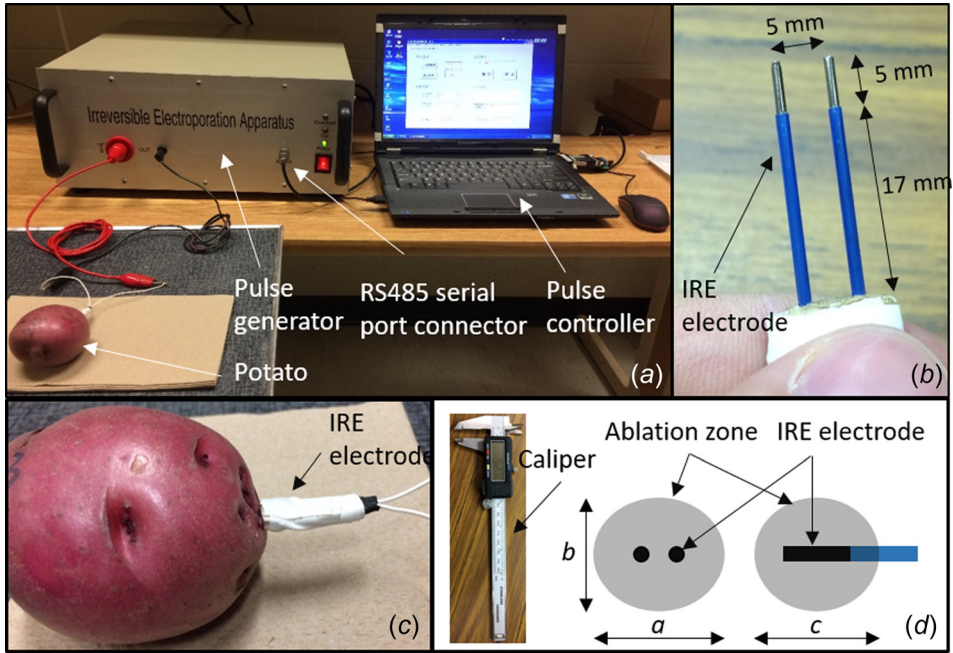 Irreversible Electroporation Apparatus
OUT
Pulse
generator
RS485 serial
port connector
Pulse
controller
Potato
(a)
5 mm
5 mm
17 mm
IRE
electrode
(b)
IRE
electrode
(c)
Caliper
Ablation zone
IRE electrode
b
a
c
(d)